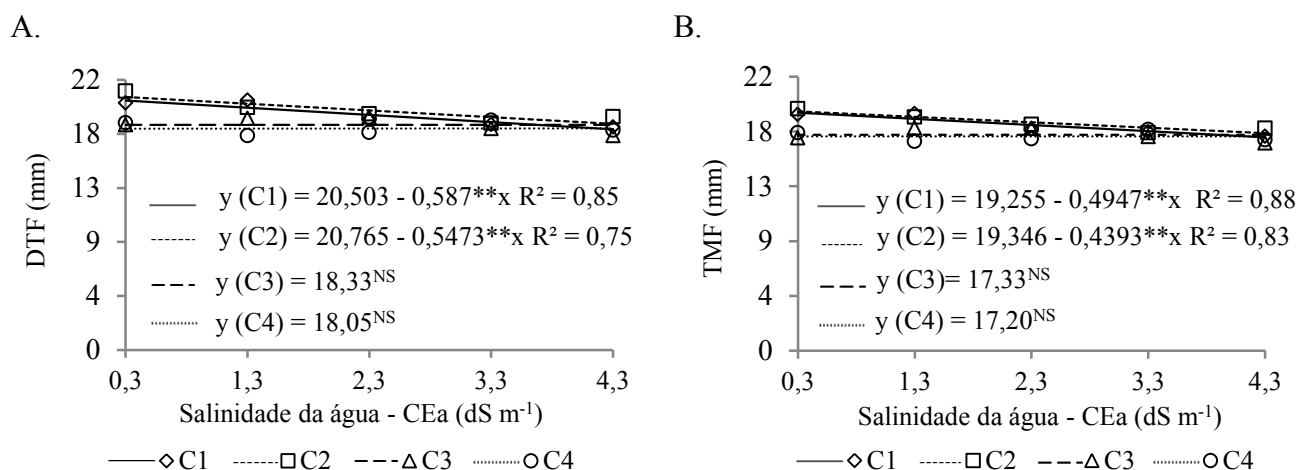 A.
DTF (mm)
22
18
13
9
4
0
y (C1) = 20,503 - 0,587**x R² = 0,85
y (C2) = 20,765 - 0,5473**x R² = 0,75
y (C3) = 18,33ᴺˢ
y (C4) = 18,05ᴺˢ
0,3 1,3 2,3 3,3 4,3
Salinidade da água - CEa (dS m⁻¹)
C1 C2 C3 C4
B.
TMF (mm)
22
18
13
9
4
0
y (C1) = 19,255 - 0,4947**x R² = 0,88
y (C2) = 19,346 - 0,4393**x R² = 0,83
y (C3)= 17,33ᴺˢ
y (C4) = 17,20ᴺˢ
0,3 1,3 2,3 3,3 4,3
Salinidade da água - CEa (dS m⁻¹)
C1 C2 C3 C4